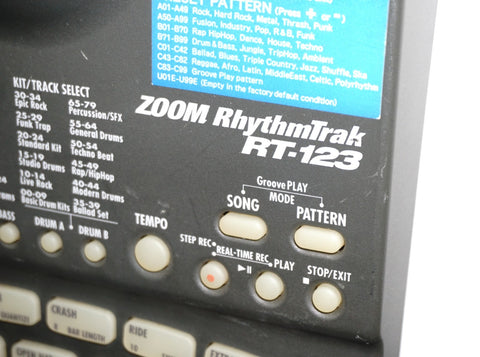 PATTERN (Press + or -)
A01-A49 Rock, Hard Rock, Metal, Thrash, Punk
A50-A99 Fusion, Industry, Pop, R&B, Funk
B01-B70 Rap HipHop, Dance, House, Techno
B71-B99 Drum&Bass, Jungle, TripHop, Ambient
C01-C42 Ballad, Blues, Triple Country, Jazz, Shuffle, Ska
C43-C82 Reggae, Afro, Latin, MiddleEast, Celtic, Polyrhythm
C83-C99 Groove Play pattern
U01E-U99E (Empty in the factory default condition)
ZOOM RhythmTrak
RT-123
KIT/TRACK SELECT
30-34 65-79
Epic Rock Percussion/SFX
25-29 55-64
Funk Trap General Drums
20-24 50-54
Standard Kit Techno Beat
15-19 45-49
Studio Drums Rap/HipHop
10-14 40-44
Live Rock Modern Drums
00-09 35-39
Basic Drum Kits Ballad Set
BASS DRUM A DRUM B TEMPO
Groove PLAY
SONG MODE PATTERN
STEP REC REAL-TIME REC PLAY STOP/EXIT
CRASH RIDE
QUANTIZE 8 BAR LENGTH 10
OPEN